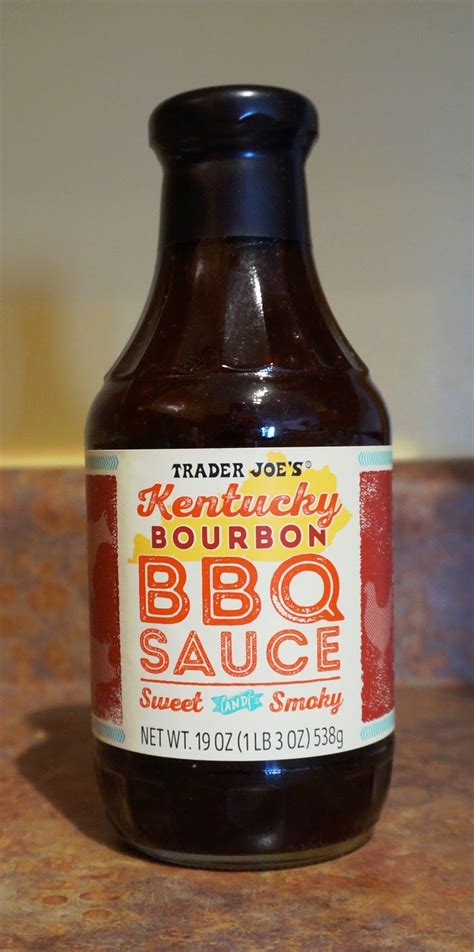 TRADER JOE'S®
Kentucky
BOURBON
BBQ
SAUCE
Sweet AND Smoky
NET WT. 19 OZ (1 LB 3 OZ) 538g